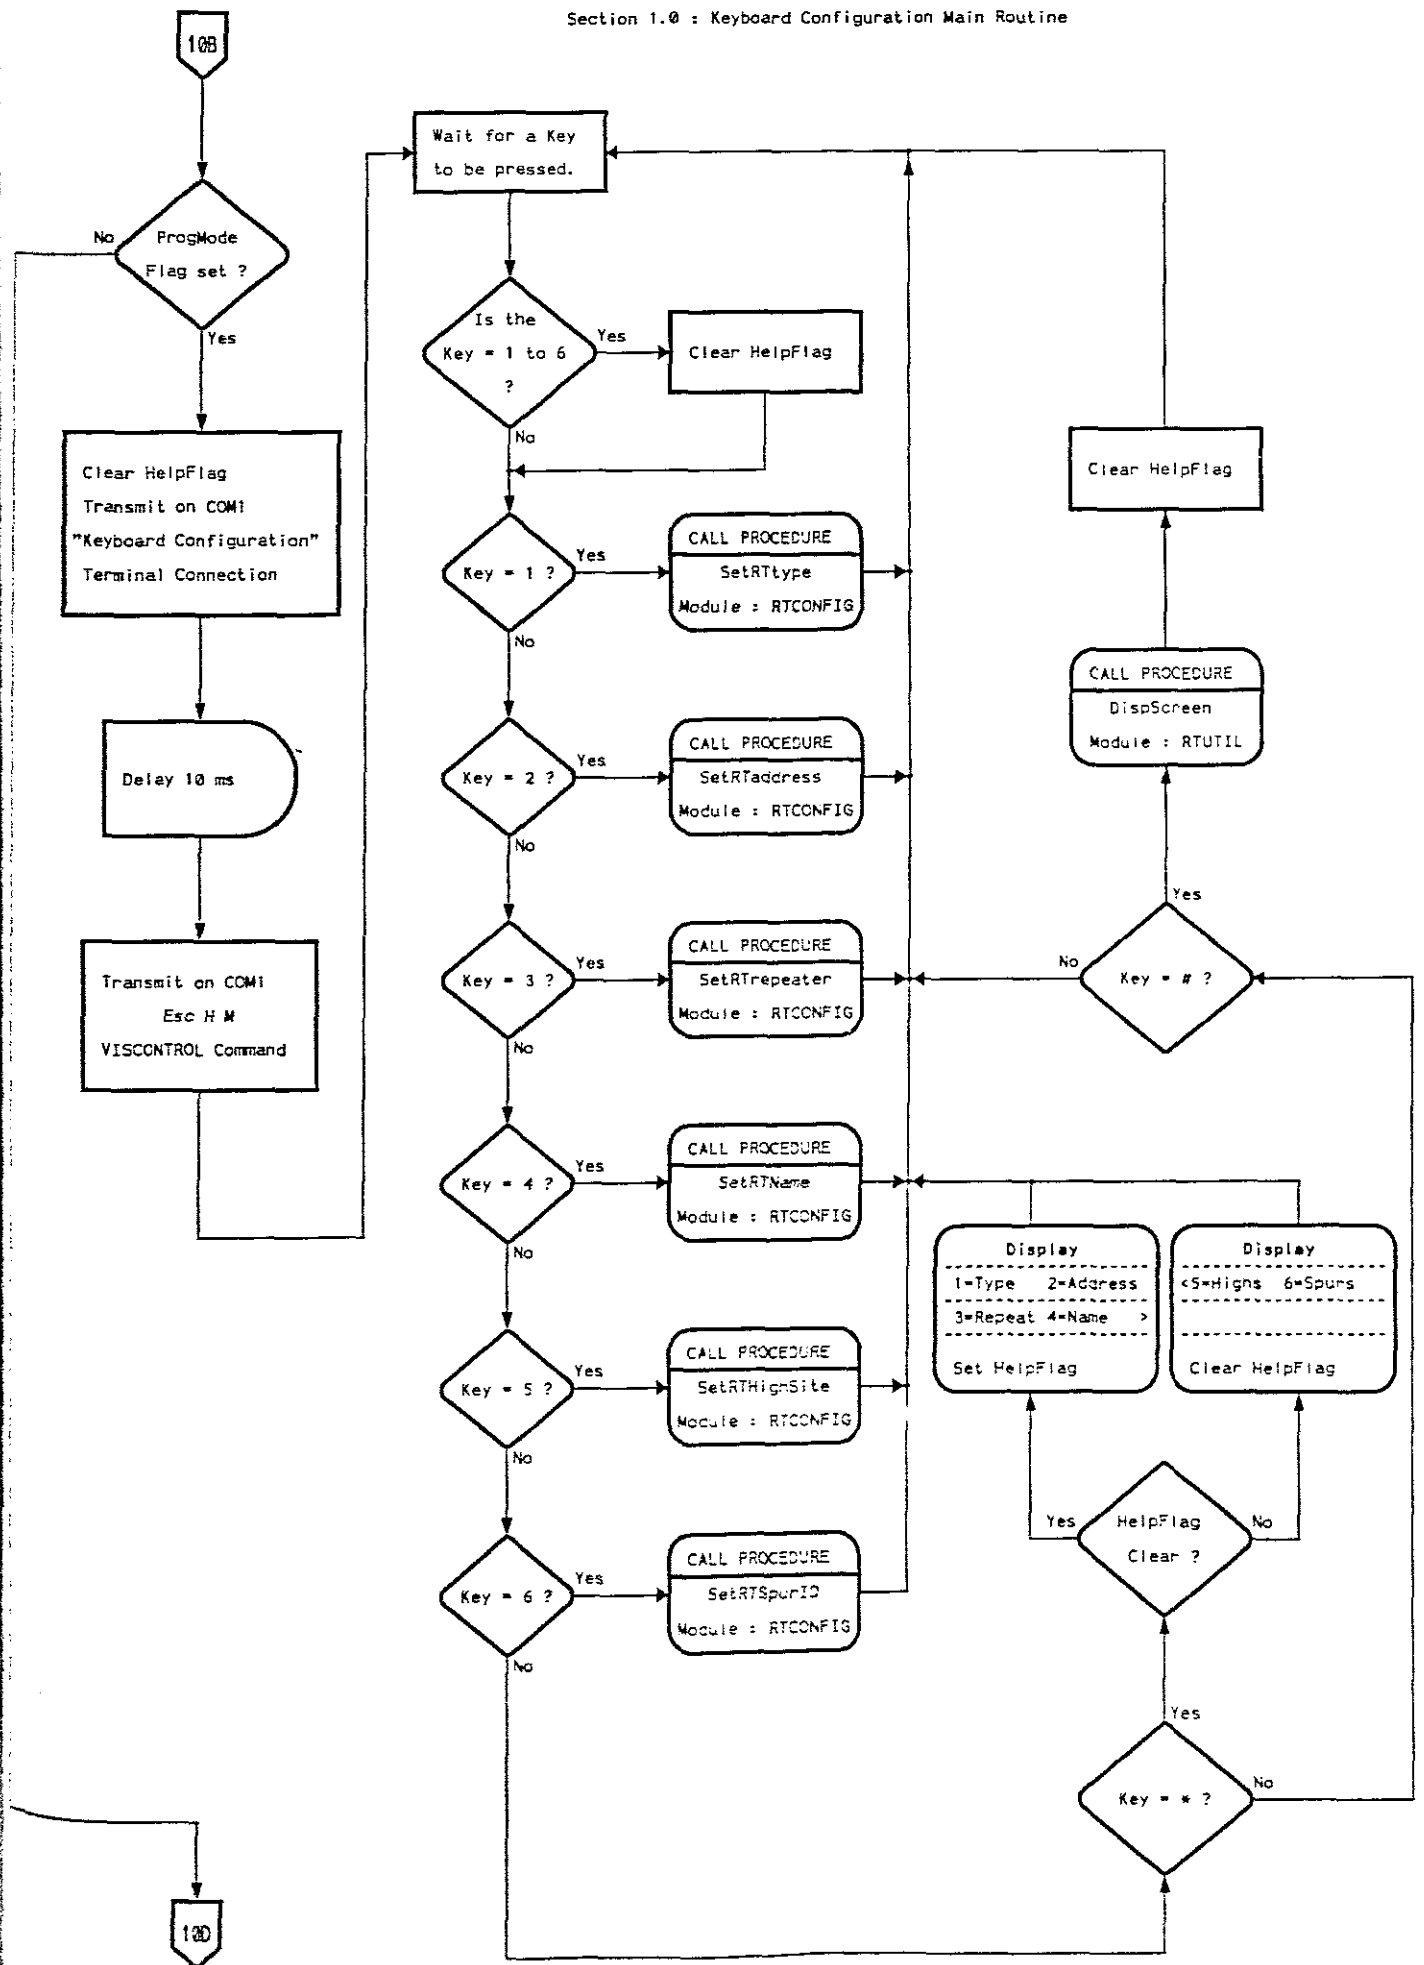 Section 1.0 : Keyboard Configuration Main Routine
10B
ProgMode
Flag set ?
No
Yes
Clear HelpFlag
Transmit on COM1
"Keyboard Configuration"
Terminal Connection
Delay 10 ms
Transmit on COM1
Esc H M
VISCONTROL Command
10D
Wait for a Key
to be pressed.
Is the
Key = 1 to 6
?
Yes
No
Clear HelpFlag
Key = 1 ?
Yes
No
CALL PROCEDURE
SetRTtype
Module : RTCONFIG
Key = 2 ?
Yes
No
CALL PROCEDURE
SetRTaddress
Module : RTCONFIG
Key = 3 ?
Yes
No
CALL PROCEDURE
SetRTrepeater
Module : RTCONFIG
Key = 4 ?
Yes
No
CALL PROCEDURE
SetRTName
Module : RTCONFIG
Key = 5 ?
Yes
No
CALL PROCEDURE
SetRTHighSite
Module : RTCONFIG
Key = 6 ?
Yes
No
CALL PROCEDURE
SetRTSpurID
Module : RTCONFIG
Clear HelpFlag
CALL PROCEDURE
DispScreen
Module : RTUTIL
Yes
No
Key = # ?
Display
1=Type 2=Address
3=Repeat 4=Name >
Set HelpFlag
Display
<5=Highs 6=Spurs
Clear HelpFlag
Yes
HelpFlag
Clear ?
No
Yes
Key = * ?
No